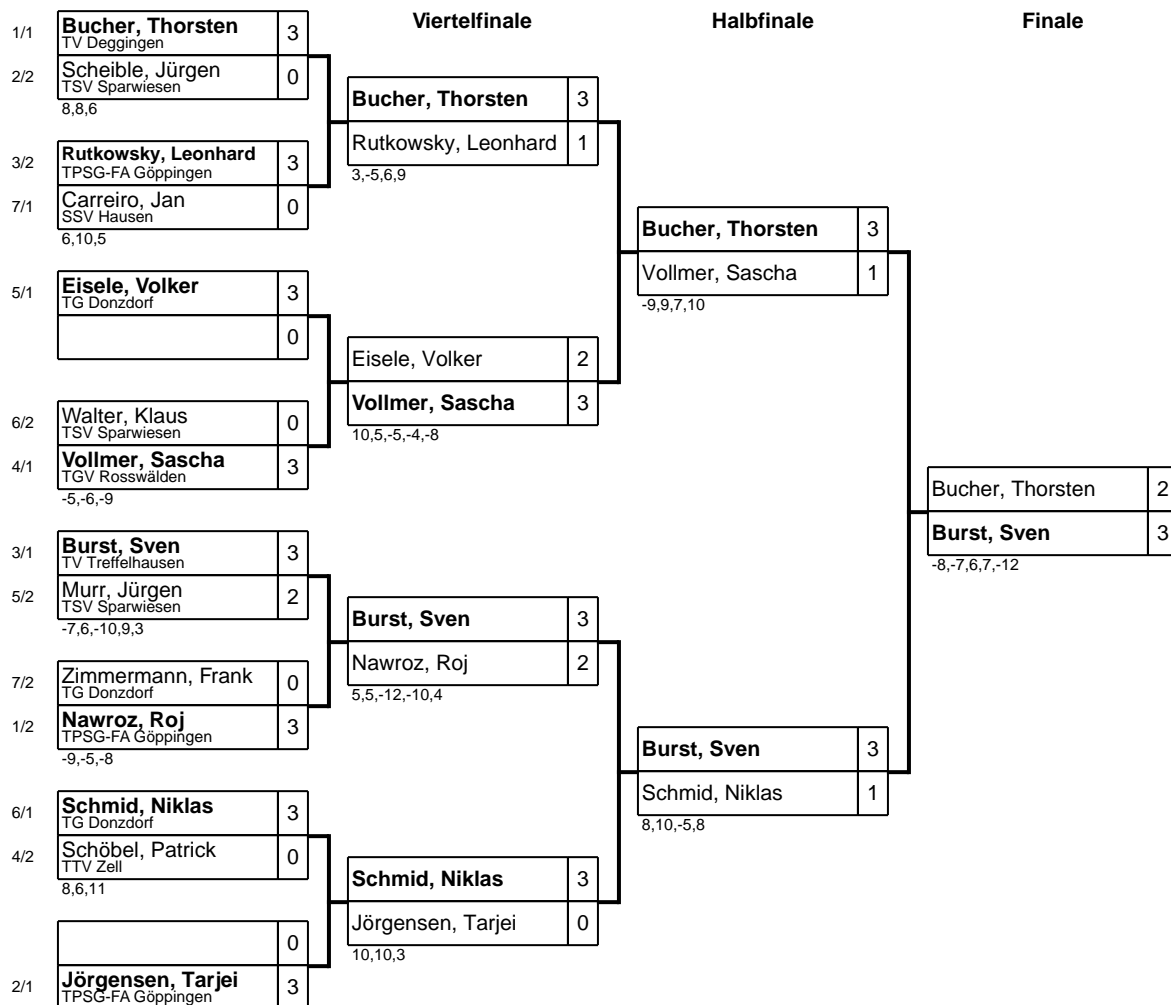 Viertelfinale
Halbfinale
Finale
1/1 Bucher, Thorsten 3
TV Deggingen
2/2 Scheible, Jürgen 0
TSV Sparwiesen
8,8,6
3/2 Rutkowsky, Leonhard 3
TPSG-FA Göppingen
7/1 Carreiro, Jan 0
SSV Hausen
6,10,5
5/1 Eisele, Volker 3
TG Donzdorf
0
6/2 Walter, Klaus 0
TSV Sparwiesen
4/1 Vollmer, Sascha 3
TGV Rosswälden
-5,-6,-9
3/1 Burst, Sven 3
TV Treffelhausen
5/2 Murr, Jürgen 2
TSV Sparwiesen
-7,6,-10,9,3
7/2 Zimmermann, Frank 0
TG Donzdorf
1/2 Nawroz, Roj 3
TPSG-FA Göppingen
-9,-5,-8
6/1 Schmid, Niklas 3
TG Donzdorf
4/2 Schöbel, Patrick 0
TTV Zell
8,6,11
0
2/1 Jörgensen, Tarjei 3
TPSG-FA Göppingen
Bucher, Thorsten 3
Rutkowsky, Leonhard 1
3,-5,6,9
Eisele, Volker 2
Vollmer, Sascha 3
10,5,-5,-4,-8
Burst, Sven 3
Nawroz, Roj 2
5,5,-12,-10,4
Schmid, Niklas 3
Jörgensen, Tarjei 0
10,10,3
Bucher, Thorsten 3
Vollmer, Sascha 1
-9,9,7,10
Burst, Sven 3
Schmid, Niklas 1
8,10,-5,8
Bucher, Thorsten 2
Burst, Sven 3
-8,-7,6,7,-12